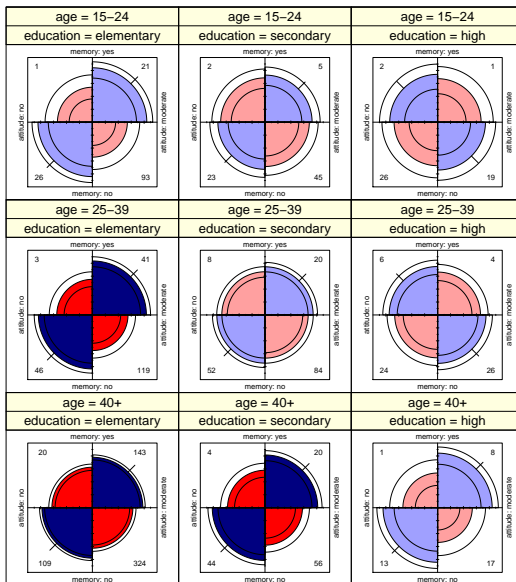 age = 15−24 age = 15−24 age = 15−24
education = elementary education = secondary education = high
memory: yes memory: yes memory: yes
1 21 2 5 2 1
attitude: no attitude: moderate attitude: no attitude: moderate attitude: no attitude: moderate
26 93 23 45 26 19
memory: no memory: no memory: no
age = 25−39 age = 25−39 age = 25−39
education = elementary education = secondary education = high
memory: yes memory: yes memory: yes
3 41 8 20 6 4
attitude: no attitude: moderate attitude: no attitude: moderate attitude: no attitude: moderate
46 119 52 84 24 26
memory: no memory: no memory: no
age = 40+ age = 40+ age = 40+
education = elementary education = secondary education = high
memory: yes memory: yes memory: yes
20 143 4 20 1 8
attitude: no attitude: moderate attitude: no attitude: moderate attitude: no attitude: moderate
109 324 44 56 13 17
memory: no memory: no memory: no